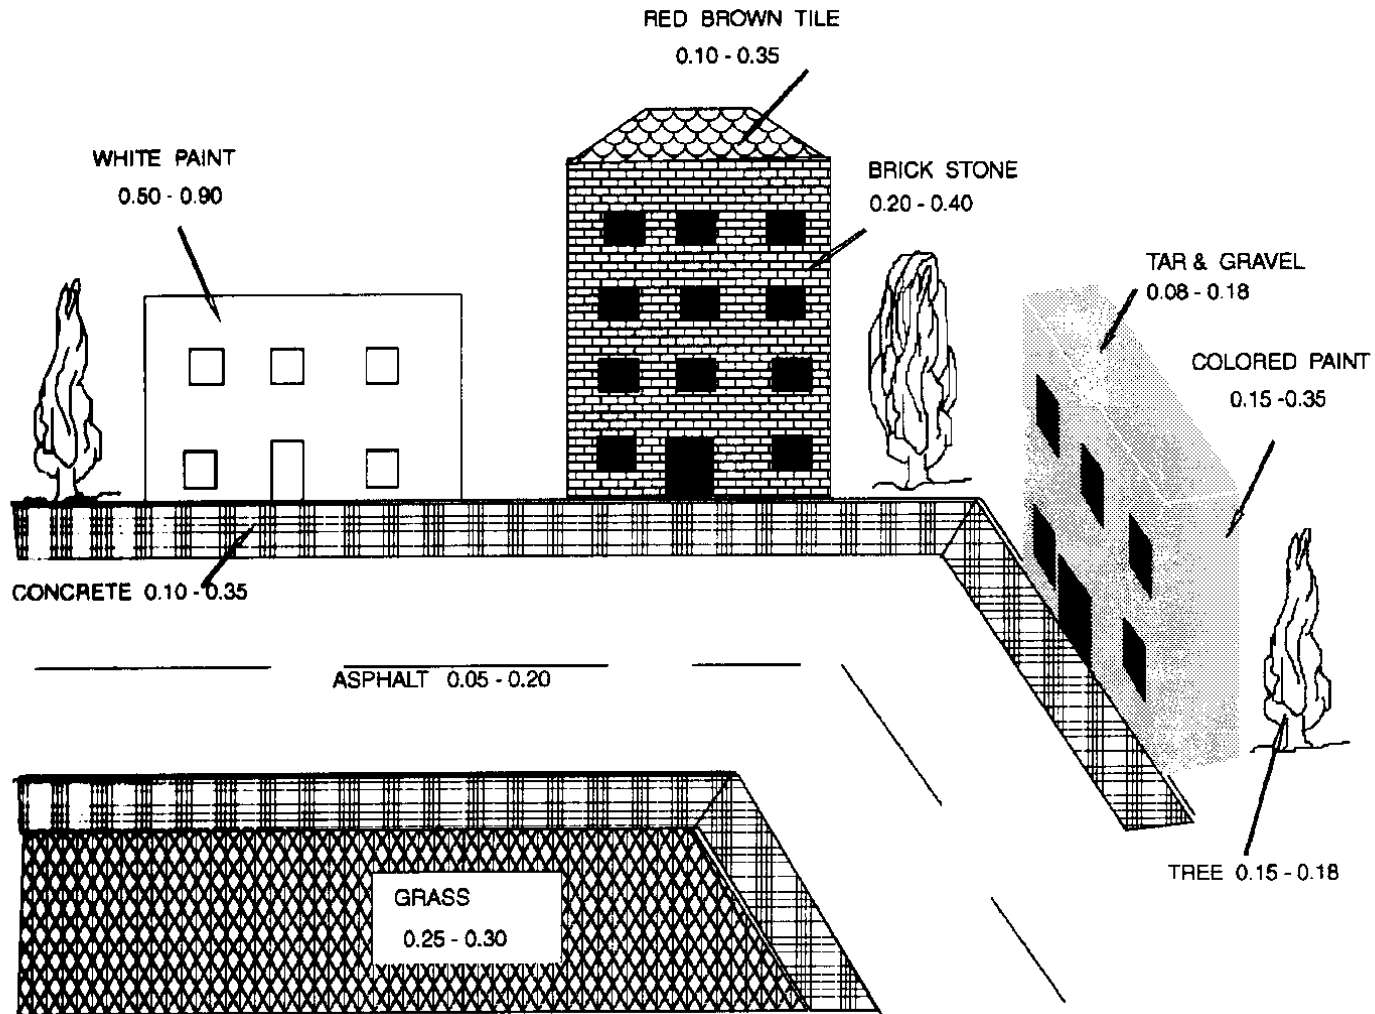 RED BROWN TILE
0.10 - 0.35
WHITE PAINT
0.50 - 0.90
BRICK STONE
0.20 - 0.40
TAR & GRAVEL
0.08 - 0.18
COLORED PAINT
0.15 -0.35
CONCRETE 0.10 - 0.35
ASPHALT 0.05 - 0.20
TREE 0.15 - 0.18
GRASS
0.25 - 0.30